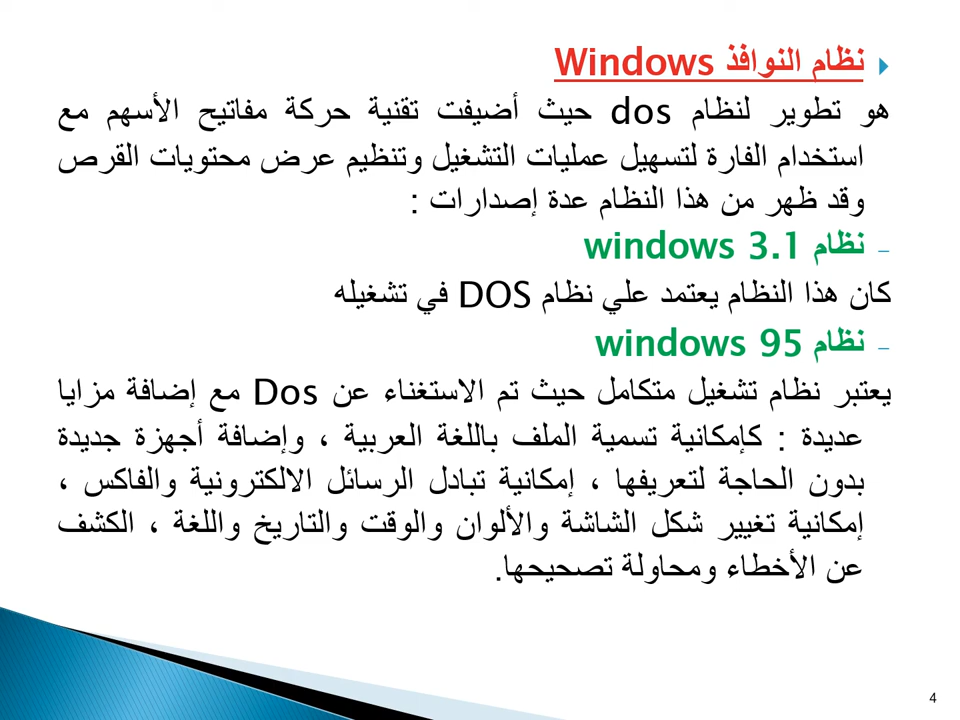 نظام النوافذ Windows
هو تطوير لنظام dos حيث أضيفت تقنية حركة مفاتيح الأسهم مع
استخدام الفارة لتسهيل عمليات التشغيل وتنظيم عرض محتويات القرص
وقد ظهر من هذا النظام عدة إصدارات :
- نظام windows 3.1
كان هذا النظام يعتمد علي نظام DOS في تشغيله
- نظام windows 95
يعتبر نظام تشغيل متكامل حيث تم الاستغناء عن Dos مع إضافة مزايا
عديدة : كإمكانية تسمية الملف باللغة العربية ، وإضافة أجهزة جديدة
بدون الحاجة لتعريفها ، إمكانية تبادل الرسائل الالكترونية والفاكس ،
إمكانية تغيير شكل الشاشة والألوان والوقت والتاريخ واللغة ، الكشف
عن الأخطاء ومحاولة تصحيحها.
4